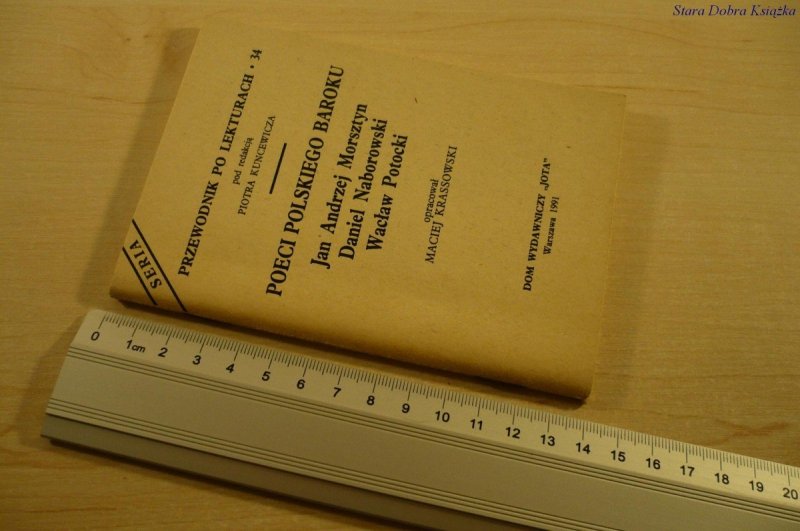 Stara Dobra Książka
SERIA
PRZEWODNIK PO LEKTURACH • 34
pod redakcją
PIOTRA KUNCEWICZA
POECI POLSKIEGO BAROKU
Jan Andrzej Morsztyn
Daniel Naborowski
Wacław Potocki
opracował
MACIEJ KRASSOWSKI
DOM WYDAWNICZY „JOTA"
Warszawa 1991
0 1cm 2 3 4 5 6 7 8 9 10 11 12 13 14 15 16 17 18 19 20